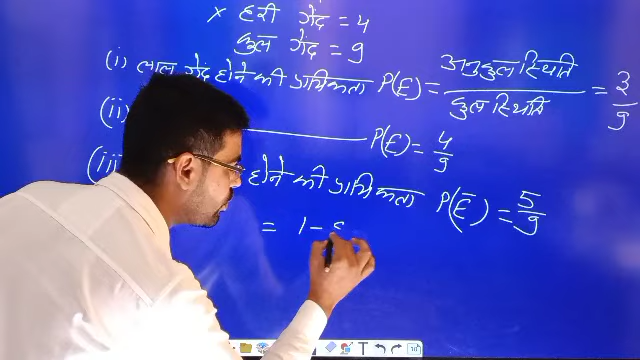 × हरी गेंद = 4
कुल गेंद = 9
(i) लाल गेंद होने की प्रायिकता P(E) = अनुकुल स्थिति / कुल स्थिति = 3/9
(ii) P(E) = 4/9
(iii) होने की प्रायिकता P(E̅) = 5/9
= 1 -